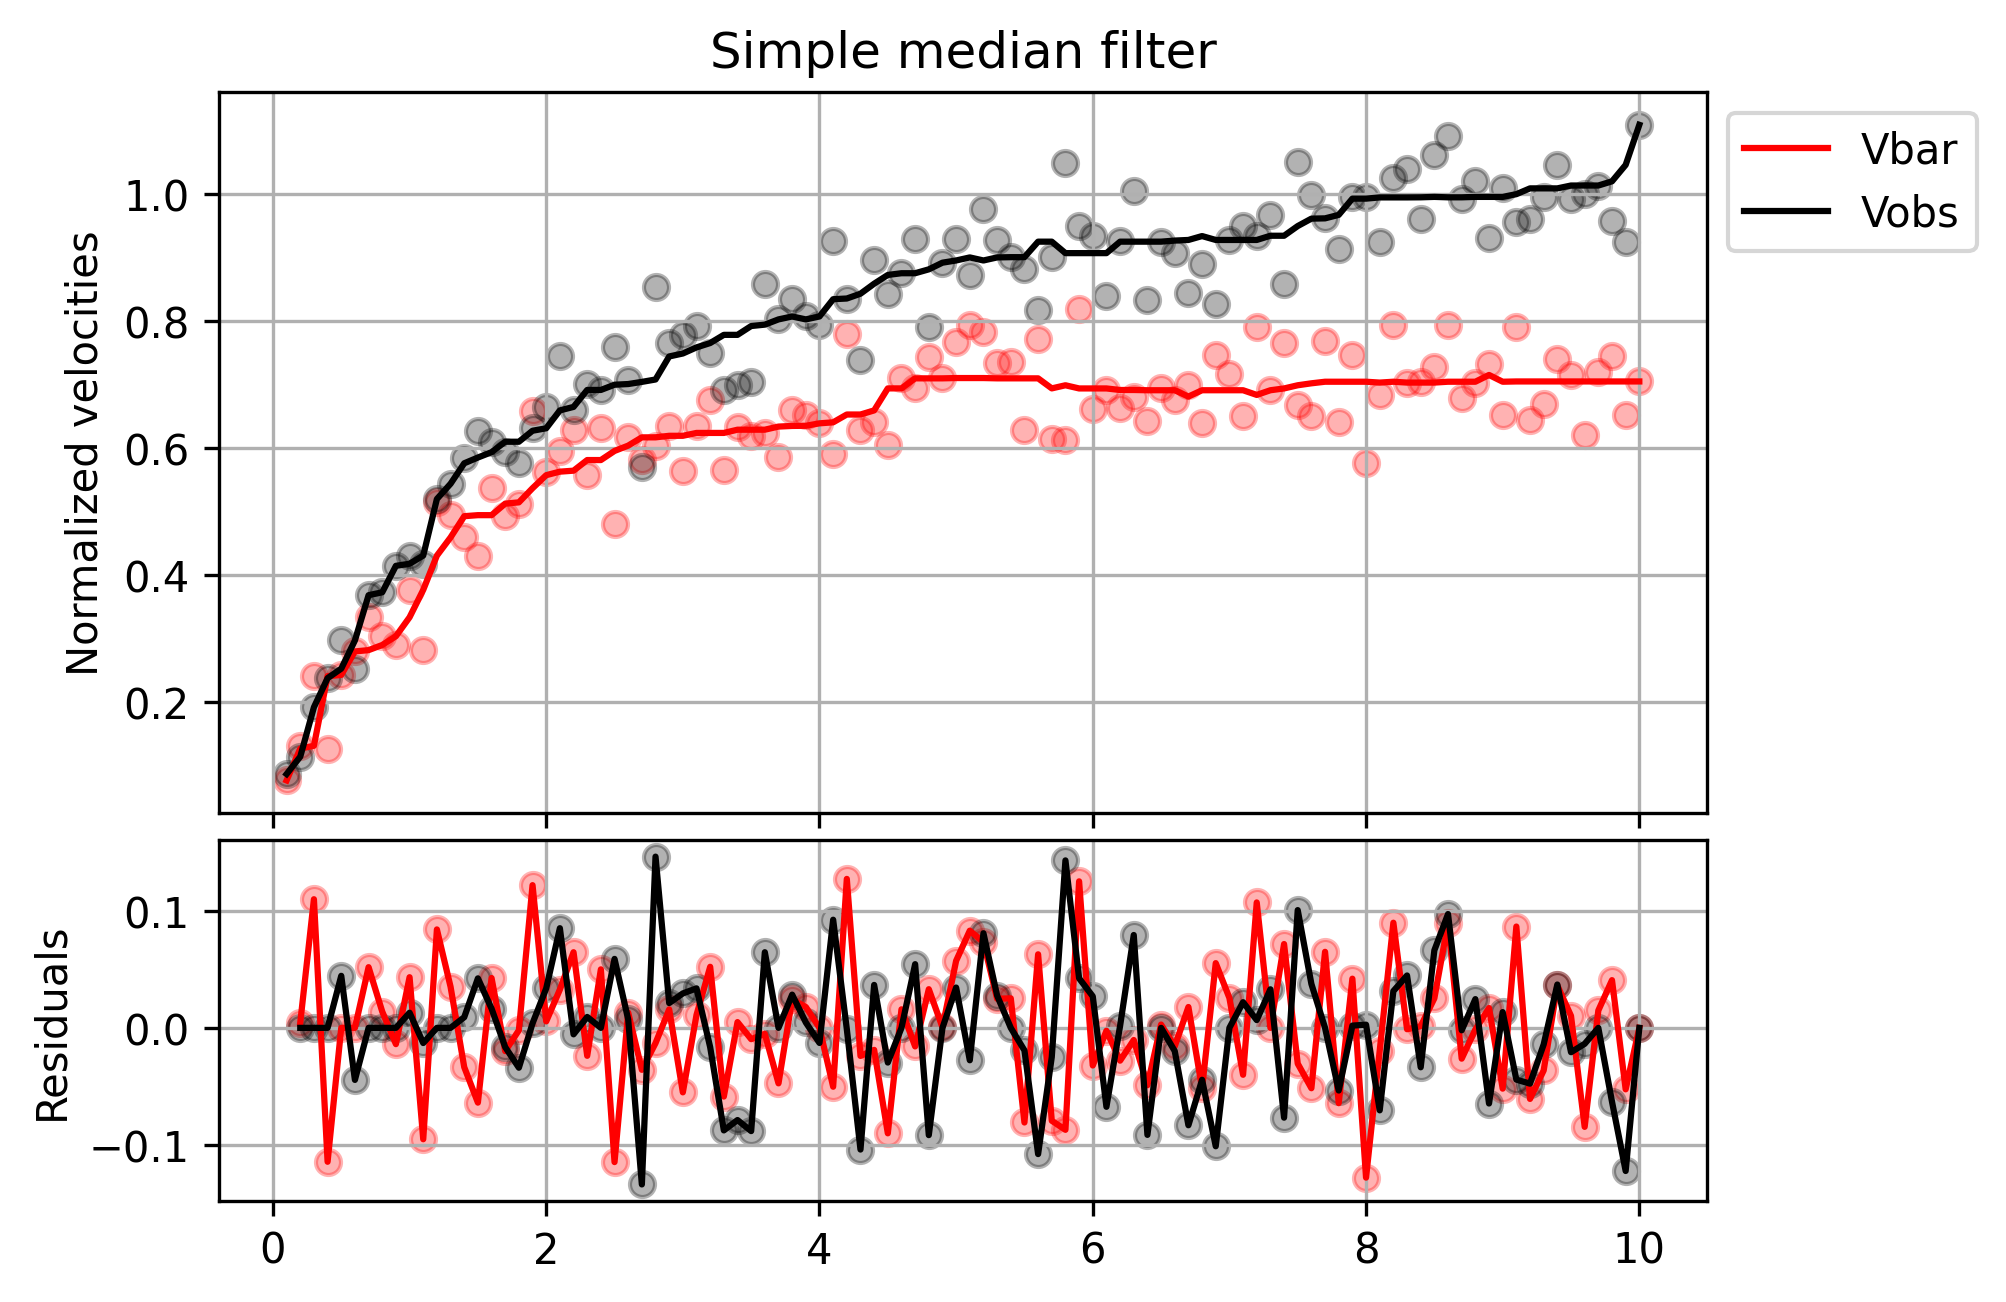 Simple median filter
Normalized velocities
1.0
0.8
0.6
0.4
0.2
Vbar
Vobs
Residuals
0.1
0.0
−0.1
0 2 4 6 8 10